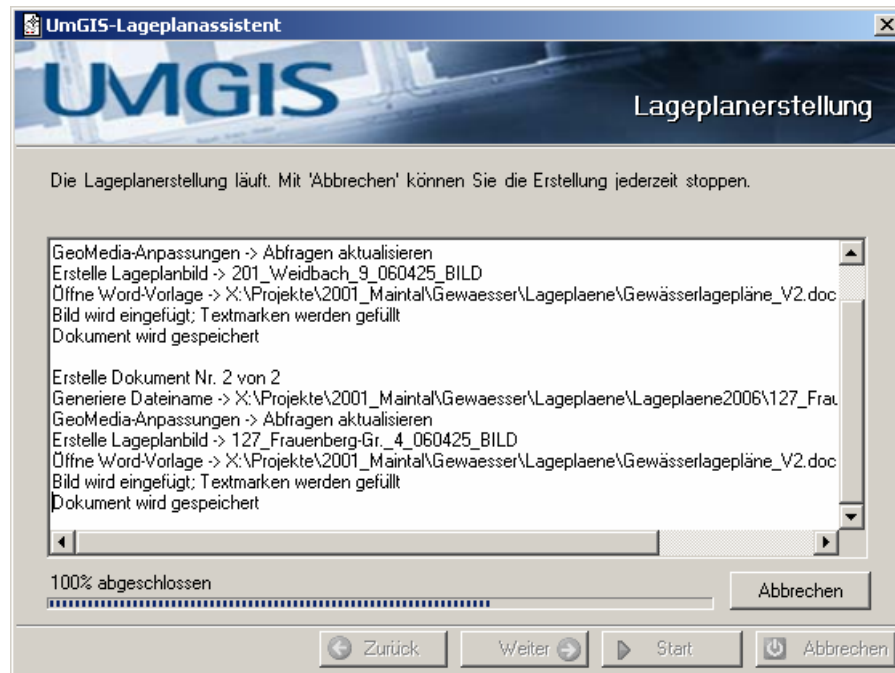 UmGIS-Lageplanassistent
UMGIS
Lageplanerstellung
Die Lageplanerstellung läuft. Mit 'Abbrechen' können Sie die Erstellung jederzeit stoppen.
GeoMedia-Anpassungen -> Abfragen aktualisieren
Erstelle Lageplanbild -> 201_Weidbach_9_060425_BILD
Öffne Word-Vorlage -> X:\Projekte\2001_Maintal\Gewaesser\Lageplaene\Gewässerlagepläne_V2.doc
Bild wird eingefügt; Textmarken werden gefüllt
Dokument wird gespeichert
Erstelle Dokument Nr. 2 von 2
Generiere Dateiname -> X:\Projekte\2001_Maintal\Gewaesser\Lageplaene\Lageplaene2006\127_Frau
GeoMedia-Anpassungen -> Abfragen aktualisieren
Erstelle Lageplanbild -> 127_Frauenberg-Gr._4_060425_BILD
Öffne Word-Vorlage -> X:\Projekte\2001_Maintal\Gewaesser\Lageplaene\Gewässerlagepläne_V2.doc
Bild wird eingefügt; Textmarken werden gefüllt
Dokument wird gespeichert
100% abgeschlossen
Abbrechen
Zurück Weiter Start Abbrechen